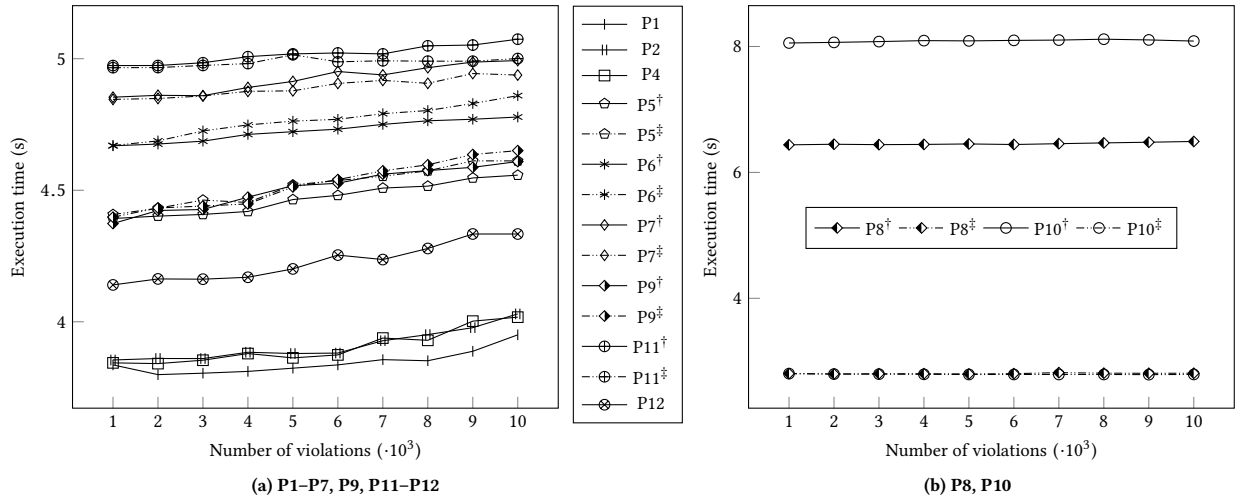 5
4.5
4
Execution time (s)
1 2 3 4 5 6 7 8 9 10
Number of violations (·10³)
(a) P1–P7, P9, P11–P12
P1
P2
P4
P5†
P5‡
P6†
P6‡
P7†
P7‡
P9†
P9‡
P11†
P11‡
P12
8
6
4
Execution time (s)
P8† P8‡ P10† P10‡
1 2 3 4 5 6 7 8 9 10
Number of violations (·10³)
(b) P8, P10